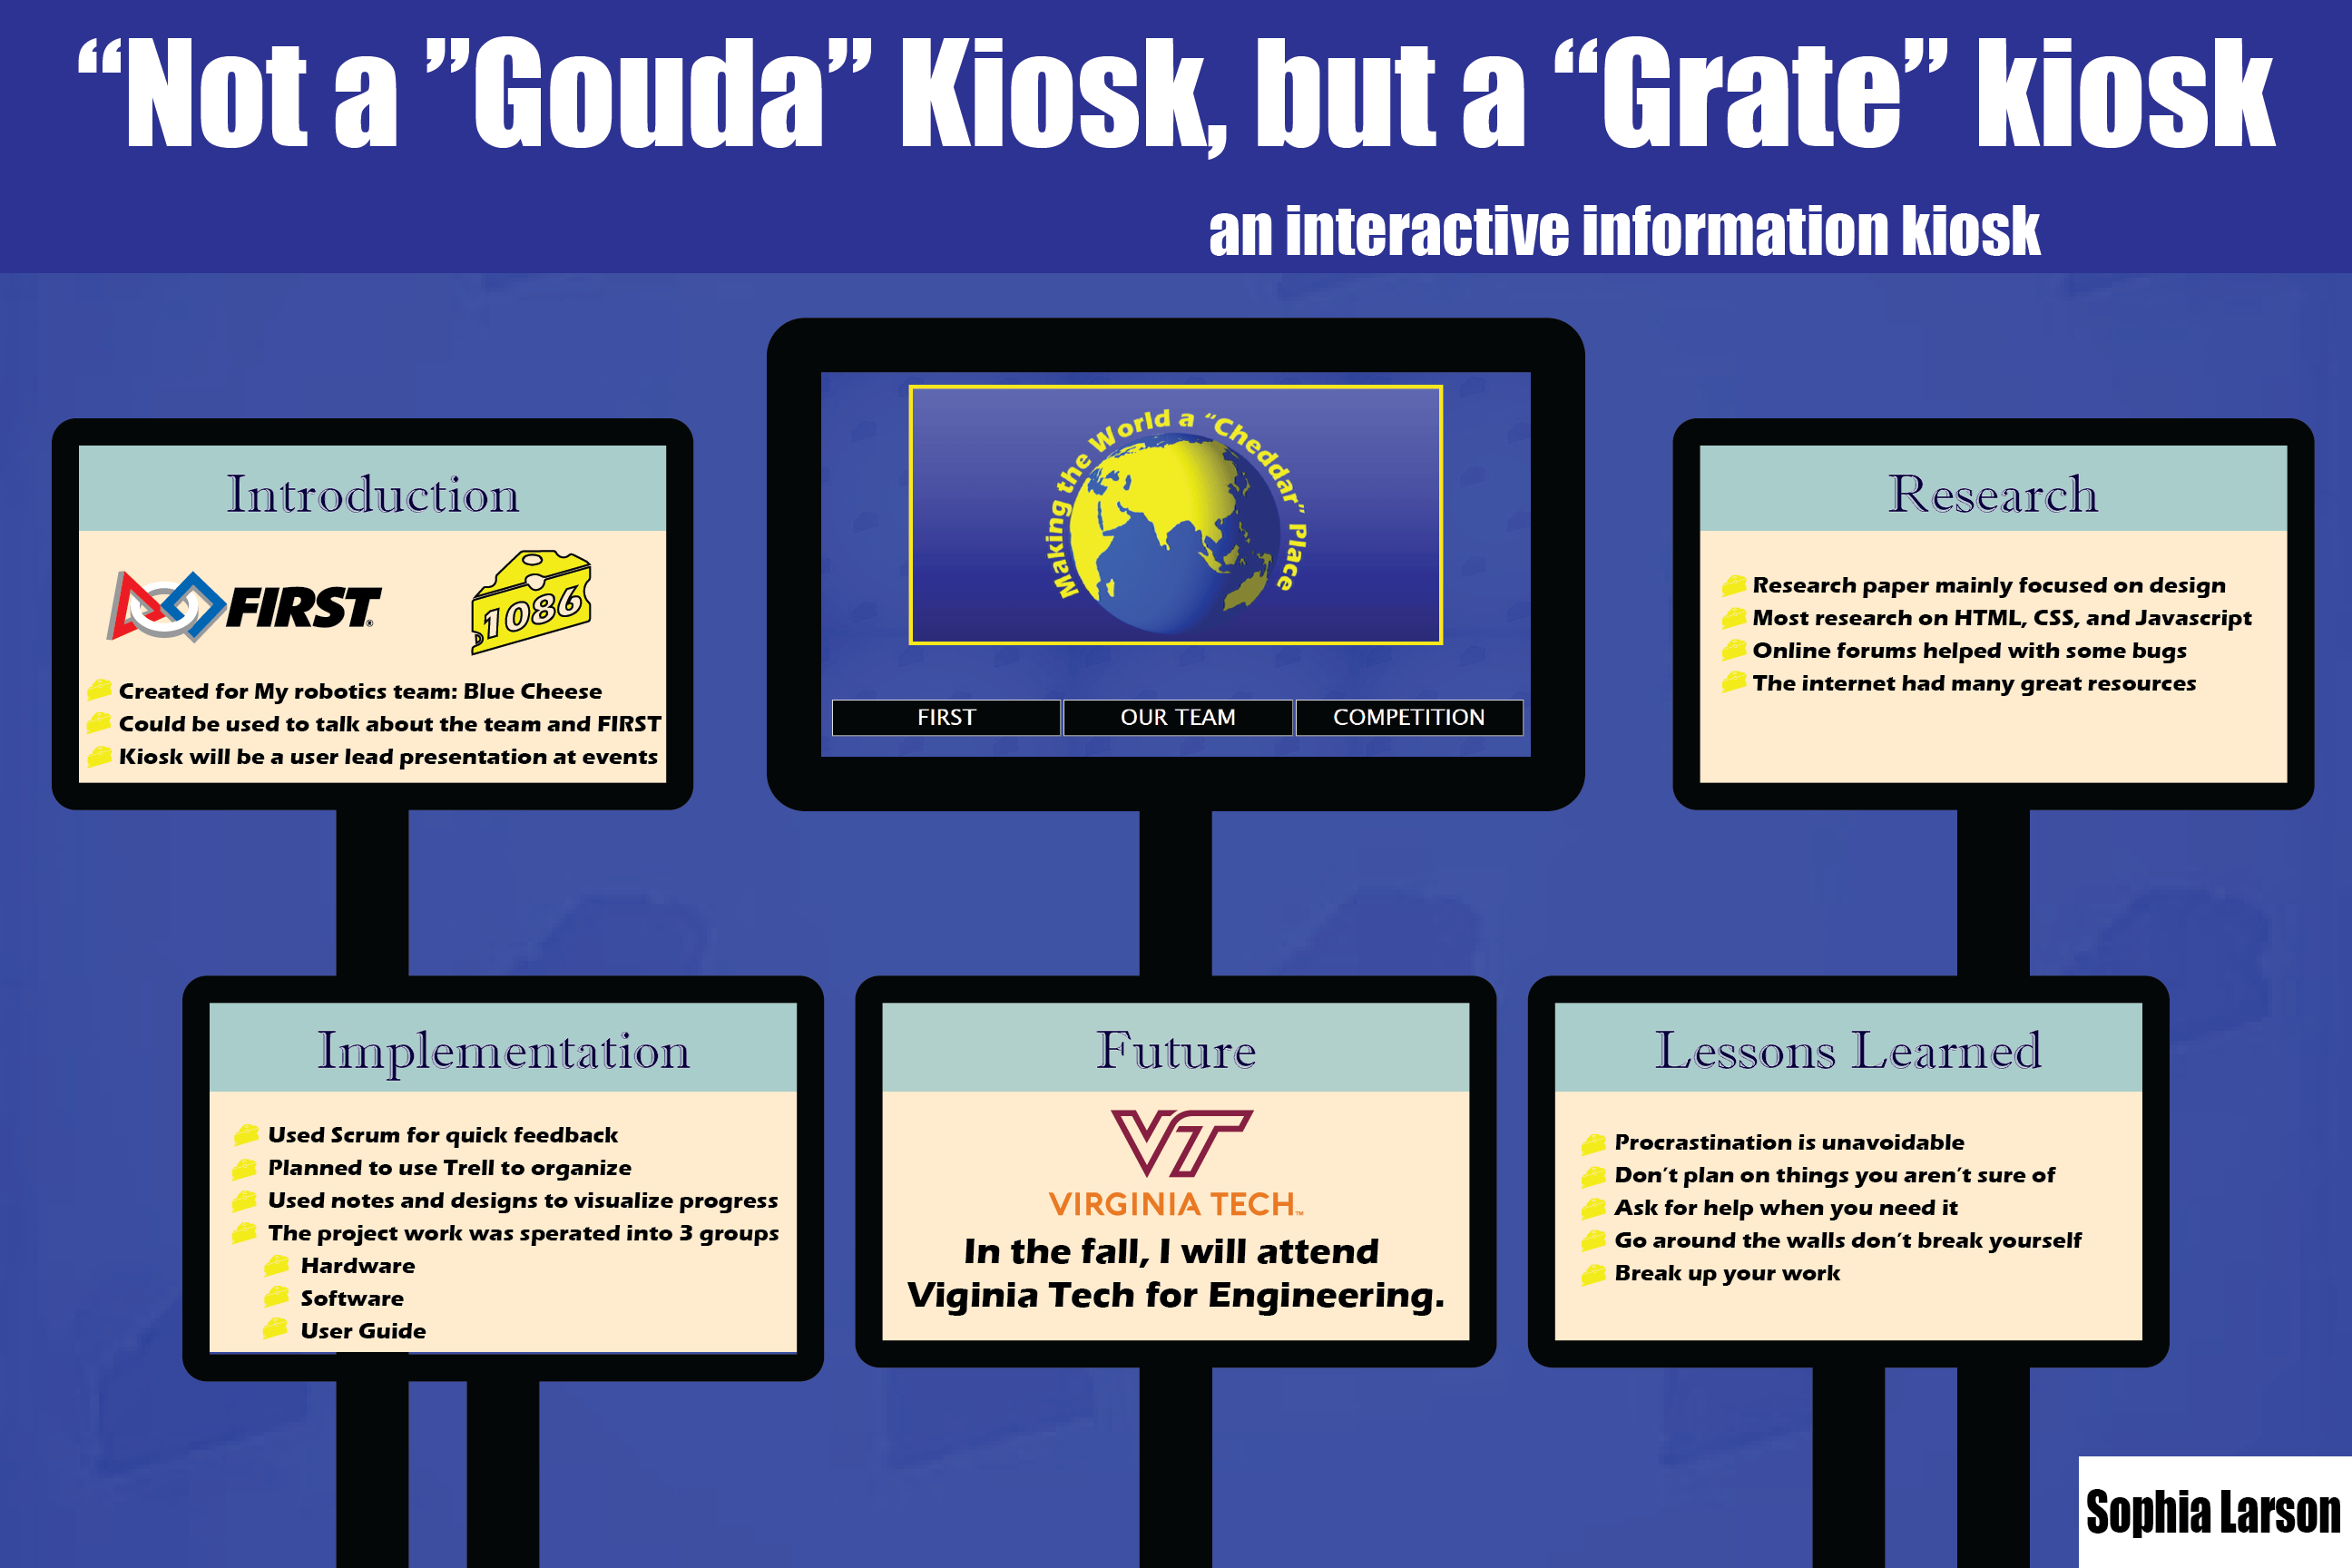 “Not a ”Gouda” Kiosk, but a “Grate” kiosk
an interactive information kiosk
Introduction
FIRST®
1086
Created for My robotics team: Blue Cheese
Could be used to talk about the team and FIRST
Kiosk will be a user lead presentation at events
Making the World a “Cheddar” Place
FIRST
OUR TEAM
COMPETITION
Research
Research paper mainly focused on design
Most research on HTML, CSS, and Javascript
Online forums helped with some bugs
The internet had many great resources
Implementation
Used Scrum for quick feedback
Planned to use Trell to organize
Used notes and designs to visualize progress
The project work was sperated into 3 groups
Hardware
Software
User Guide
Future
VT
VIRGINIA TECH™
In the fall, I will attend
Viginia Tech for Engineering.
Lessons Learned
Procrastination is unavoidable
Don’t plan on things you aren’t sure of
Ask for help when you need it
Go around the walls don’t break yourself
Break up your work
Sophia Larson